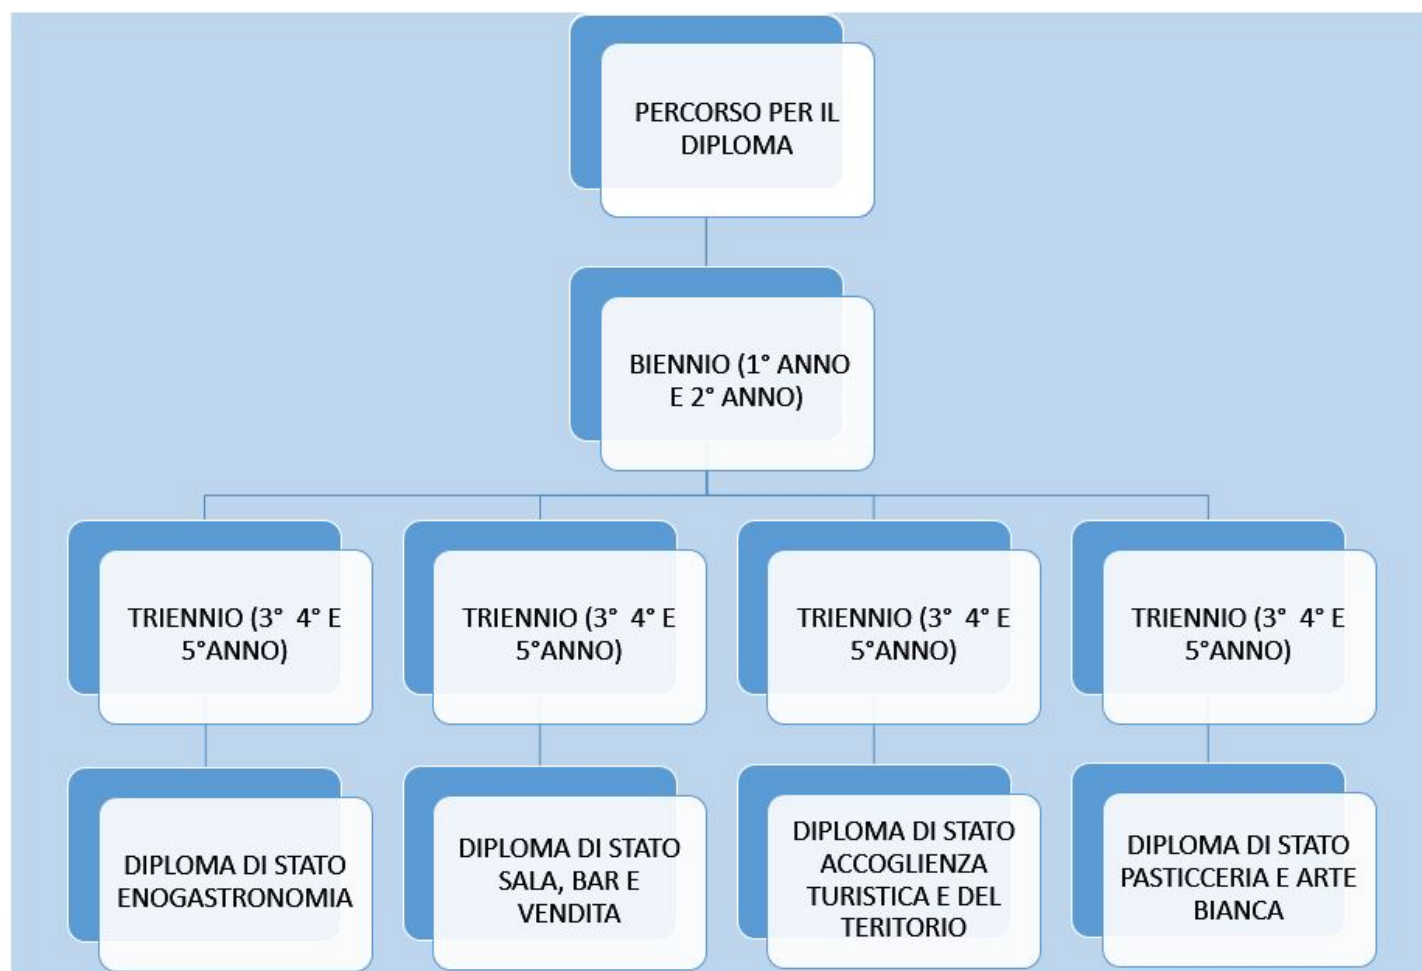 PERCORSO PER IL
DIPLOMA
BIENNIO (1° ANNO
E 2° ANNO)
TRIENNIO (3°  4° E
5°ANNO)
TRIENNIO (3°  4° E
5°ANNO)
TRIENNIO (3°  4° E
5°ANNO)
TRIENNIO (3°  4° E
5°ANNO)
DIPLOMA DI STATO
ENOGASTRONOMIA
DIPLOMA DI STATO
SALA, BAR E
VENDITA
DIPLOMA DI STATO
ACCOGLIENZA
TURISTICA E DEL
TERITORIO
DIPLOMA DI STATO
PASTICCERIA E ARTE
BIANCA